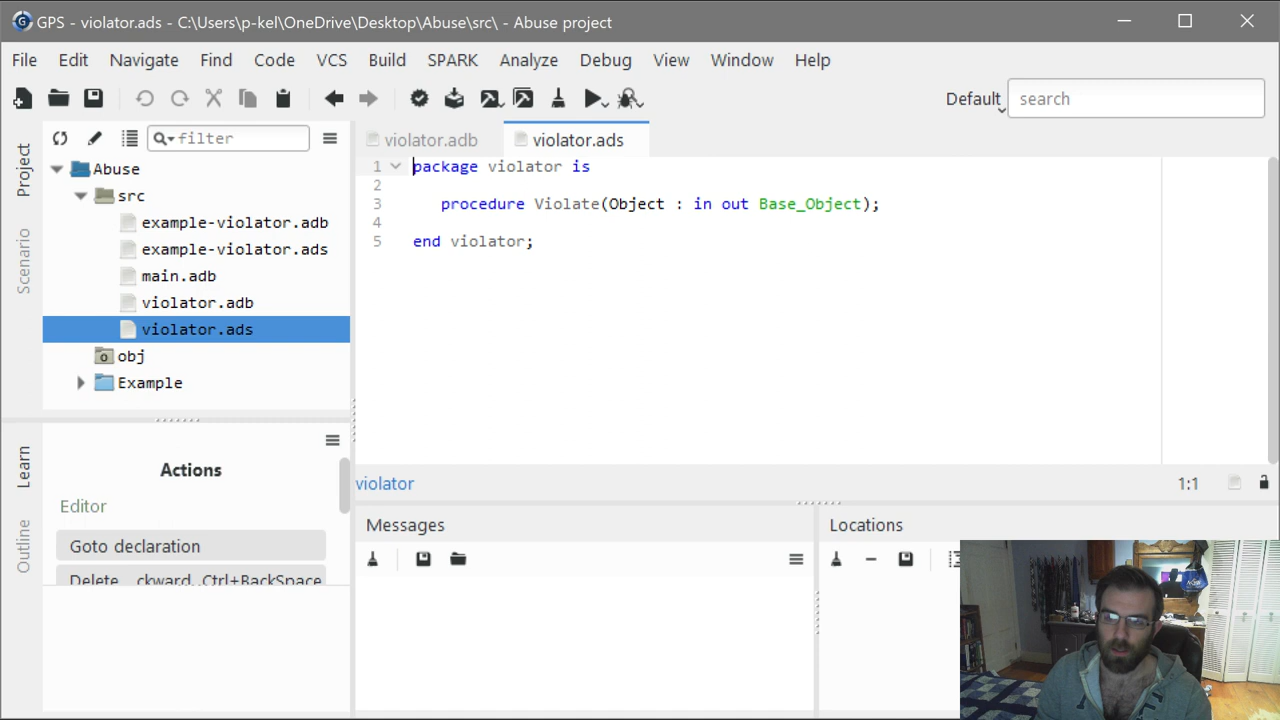 GPS - violator.ads - C:\Users\p-kel\OneDrive\Desktop\Abuse\src\ - Abuse project
File Edit Navigate Find Code VCS Build SPARK Analyze Debug View Window Help
Default search
Project
Scenario
filter
Abuse
src
example-violator.adb
example-violator.ads
main.adb
violator.adb
violator.ads
obj
Example
violator.adb violator.ads
1 package violator is
2
3 procedure Violate(Object : in out Base_Object);
4
5 end violator;
violator 1:1
Learn
Outline
Actions
Editor
Goto declaration
Delete ..ckward.. Ctrl+BackSpace
Messages
Locations